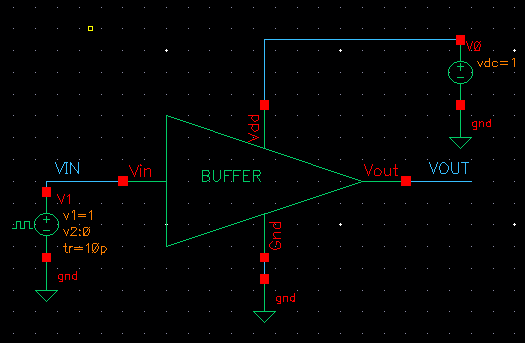 V0
vdc=1
Vdd
gnd
VIN
Vin
BUFFER
Vout
VOUT
V1
v1=1
v2:0
tr=10p
Gnd
gnd
gnd